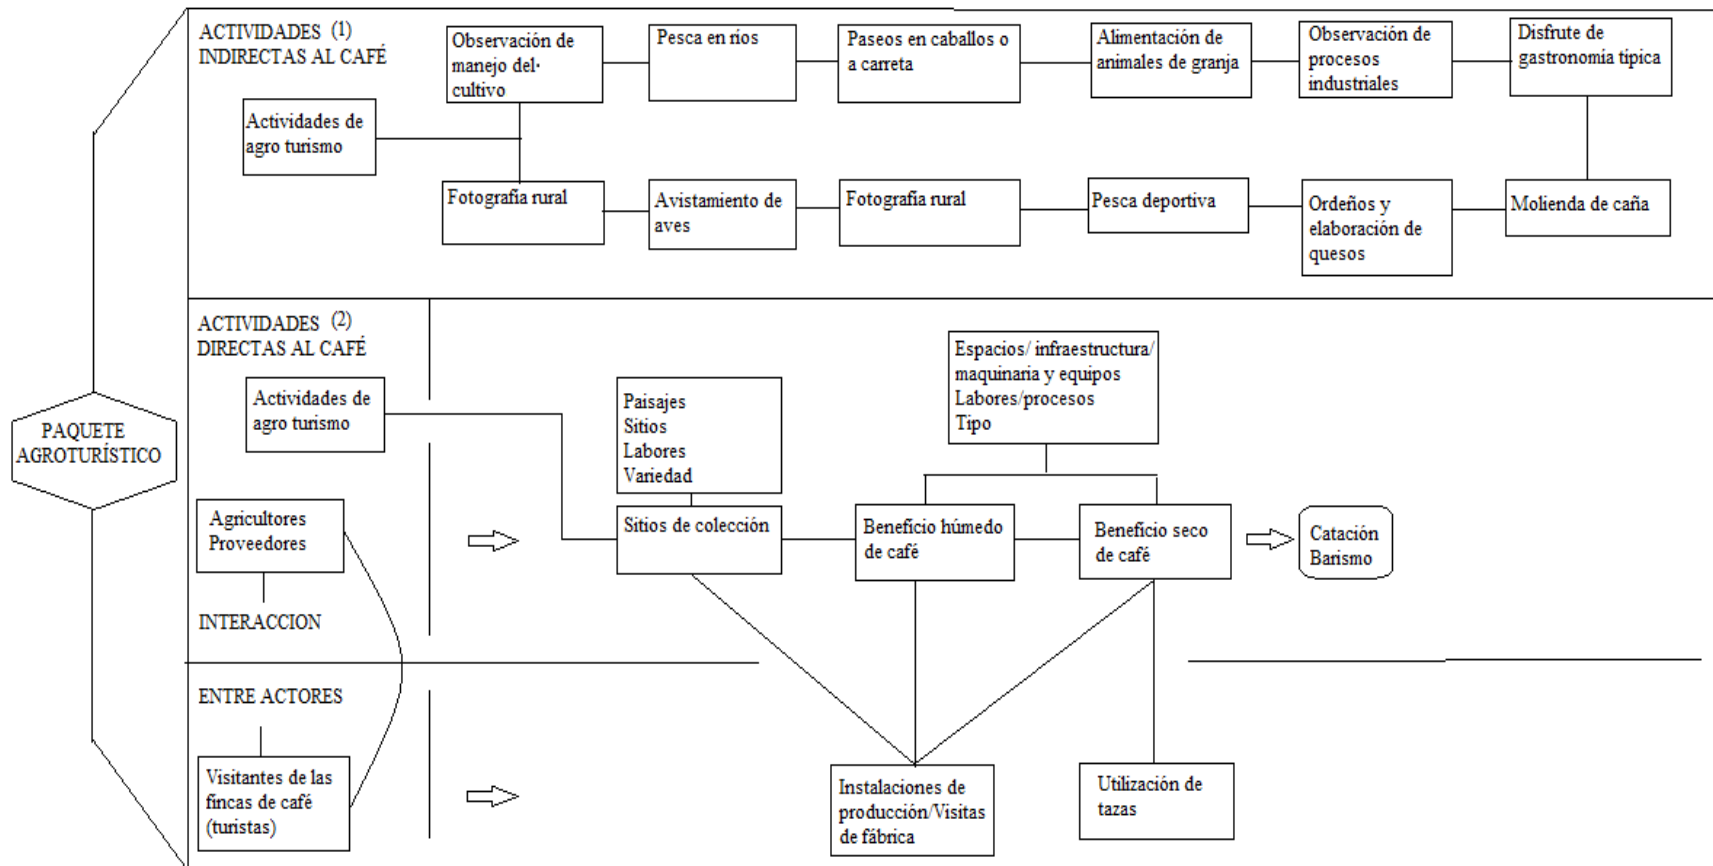 ACTIVIDADES (1)
INDIRECTAS AL CAFÉ
Actividades de
agro turismo
Observación de
manejo del·
cultivo
Pesca en ríos
Paseos en caballos o
a carreta
Alimentación de
animales de granja
Observación de
procesos
industriales
Disfrute de
gastronomía típica
Fotografía rural
Avistamiento de
aves
Fotografía rural
Pesca deportiva
Ordeños y
elaboración de
quesos
Molienda de caña
PAQUETE
AGROTURÍSTICO
ACTIVIDADES (2)
DIRECTAS AL CAFÉ
Actividades de
agro turismo
Paisajes
Sitios
Labores
Variedad
Espacios/ infraestructura/
maquinaria y equipos
Labores/procesos
Tipo
Agricultores
Proveedores
INTERACCION
Sitios de colección
Beneficio húmedo
de café
Beneficio seco
de café
Catación
Barismo
ENTRE ACTORES
Visitantes de las
fincas de café
(turistas)
Instalaciones de
producción/Visitas
de fábrica
Utilización de
tazas